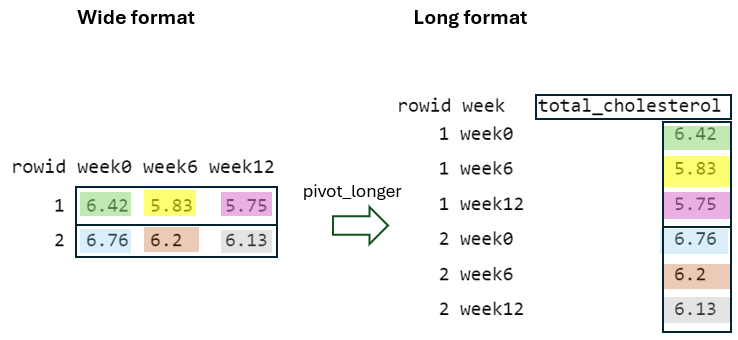 Wide format
rowid week0 week6 week12
1 6.42 5.83 5.75
2 6.76 6.2 6.13
pivot_longer
Long format
rowid week total_cholesterol
1 week0 6.42
1 week6 5.83
1 week12 5.75
2 week0 6.76
2 week6 6.2
2 week12 6.13